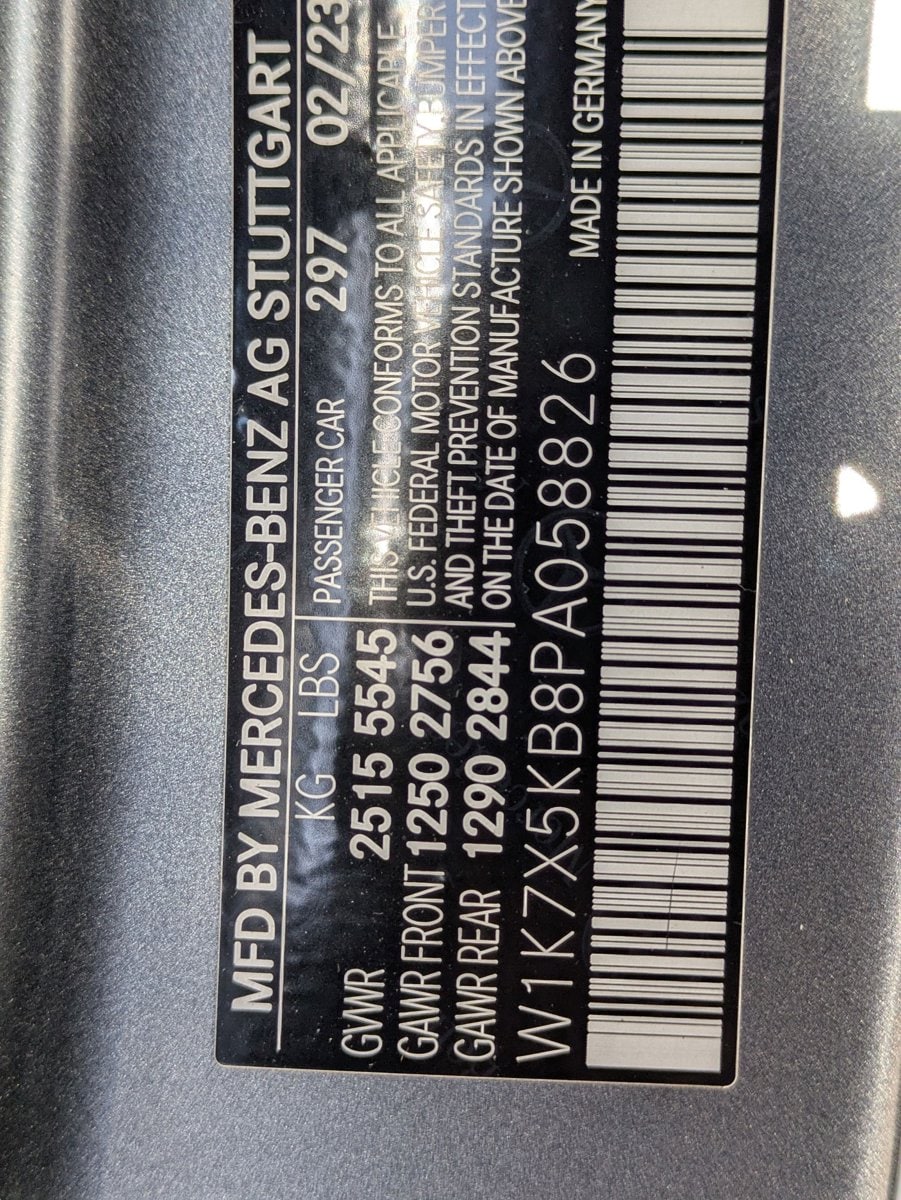 MFD BY MERCEDES-BENZ AG STUTTGART
KG LBS PASSENGER CAR 297 02/23
GVWR 2515 5545 THIS VEHICLE CONFORMS TO ALL APPLICABLE
GAWR FRONT 1250 2756 U.S. FEDERAL MOTOR VEHICLE SAFETY, BUMPER
GAWR REAR 1290 2844 AND THEFT PREVENTION STANDARDS IN EFFECT
ON THE DATE OF MANUFACTURE SHOWN ABOVE
W1K7X5KB8PA058826
MADE IN GERMANY